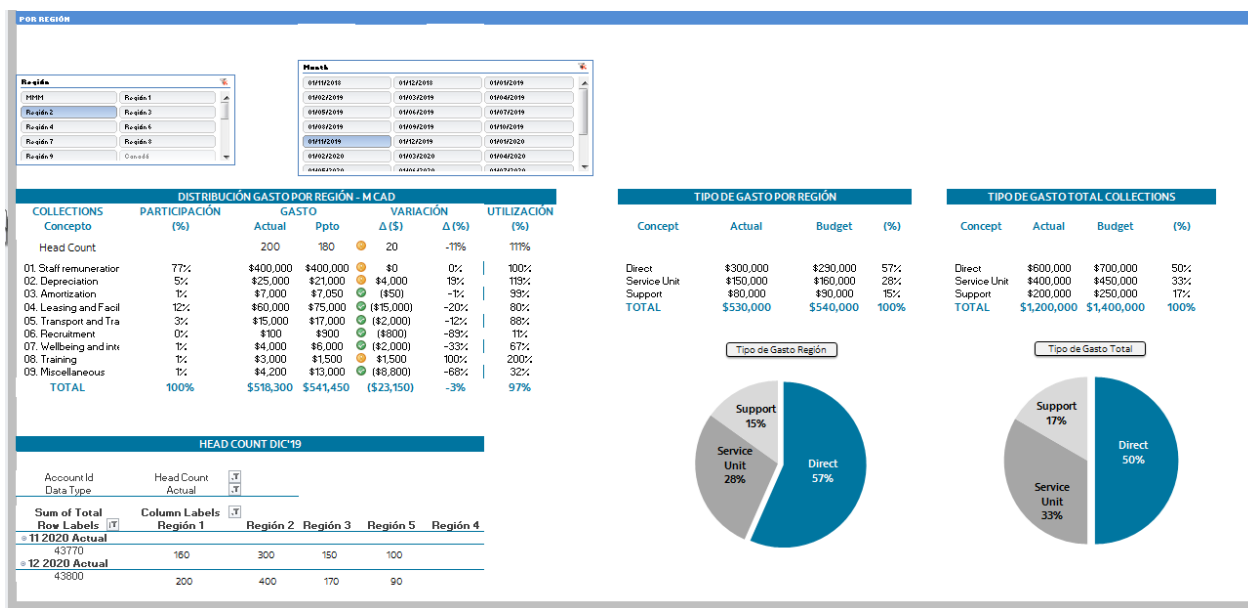 POR REGIÓN
Región
MMM Región 1
Región 2 Región 3
Región 4 Región 6
Región 7 Región 8
Región 9 Canadá
Month
01/11/2018 01/12/2018 01/01/2019
01/02/2019 01/03/2019 01/04/2019
01/05/2019 01/06/2019 01/07/2019
01/08/2019 01/09/2019 01/10/2019
01/11/2019 01/12/2019 01/01/2020
01/02/2020 01/03/2020 01/04/2020
01/05/2020 01/06/2020 01/07/2020
DISTRIBUCIÓN GASTO POR REGIÓN - M CAD
COLLECTIONS PARTICIPACIÓN GASTO VARIACIÓN UTILIZACIÓN
Concepto (%) Actual Ppto Δ ($) Δ (%) (%)
Head Count 200 180 20 -11% 111%
01. Staff remuneration 77% $400,000 $400,000 $0 0% 100%
02. Depreciation 5% $25,000 $21,000 $4,000 19% 119%
03. Amortization 1% $7,000 $7,050 ($50) -1% 99%
04. Leasing and Facil 12% $60,000 $75,000 ($15,000) -20% 80%
05. Transport and Tra 3% $15,000 $17,000 ($2,000) -12% 88%
06. Recruitment 0% $100 $900 ($800) -89% 11%
07. Wellbeing and inte 1% $4,000 $6,000 ($2,000) -33% 67%
08. Training 1% $3,000 $1,500 $1,500 100% 200%
09. Miscellaneous 1% $4,200 $13,000 ($8,800) -68% 32%
TOTAL 100% $518,300 $541,450 ($23,150) -3% 97%
TIPO DE GASTO POR REGIÓN
Concept Actual Budget (%)
Direct $300,000 $290,000 57%
Service Unit $150,000 $160,000 28%
Support $80,000 $90,000 15%
TOTAL $530,000 $540,000 100%
TIPO DE GASTO TOTAL COLLECTIONS
Concept Actual Budget (%)
Direct $600,000 $700,000 50%
Service Unit $400,000 $450,000 33%
Support $200,000 $250,000 17%
TOTAL $1,200,000 $1,400,000 100%
Tipo de Gasto Región
Support
15%
Service
Unit
28%
Direct
57%
Tipo de Gasto Total
Support
17%
Direct
50%
Service
Unit
33%
HEAD COUNT DIC'19
Account Id Head Count
Data Type Actual
Sum of Total Column Labels
Row Labels Región 1 Región 2 Región 3 Región 5 Región 4
11 2020 Actual
43770 160 300 150 100
12 2020 Actual
43800 200 400 170 90